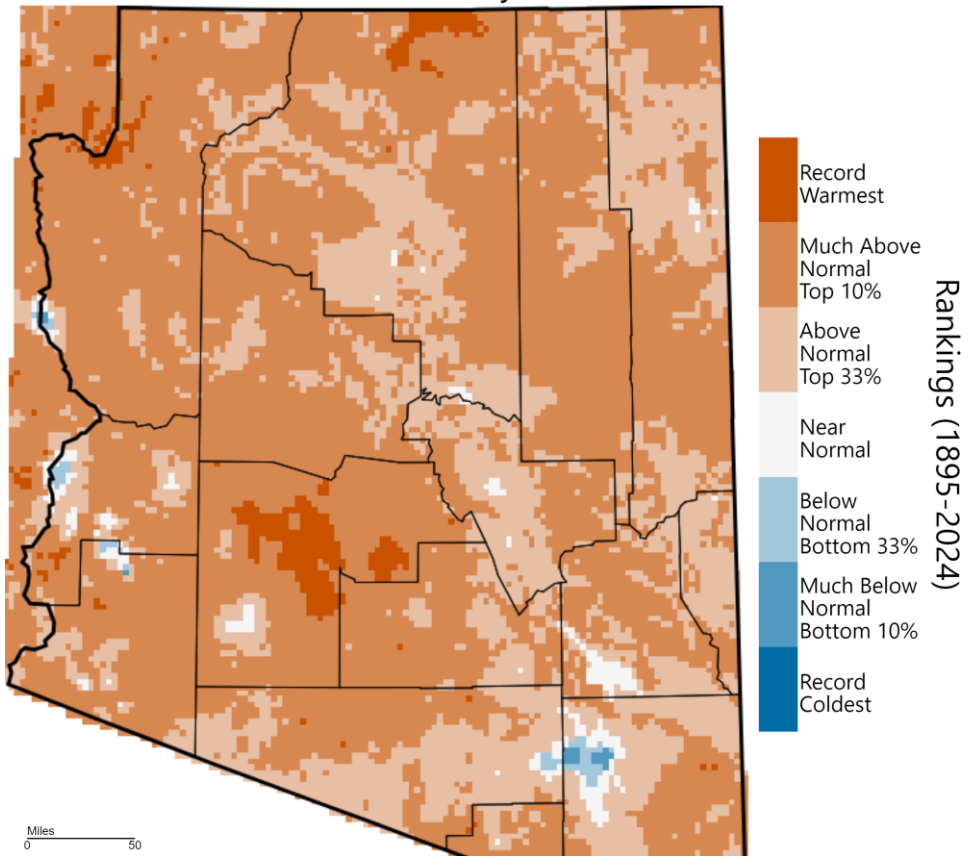 Record
Warmest
Much Above
Normal
Top 10%
Above
Normal
Top 33%
Near
Normal
Below
Normal
Bottom 33%
Much Below
Normal
Bottom 10%
Record
Coldest
Rankings (1895-2024)
Miles
0 50